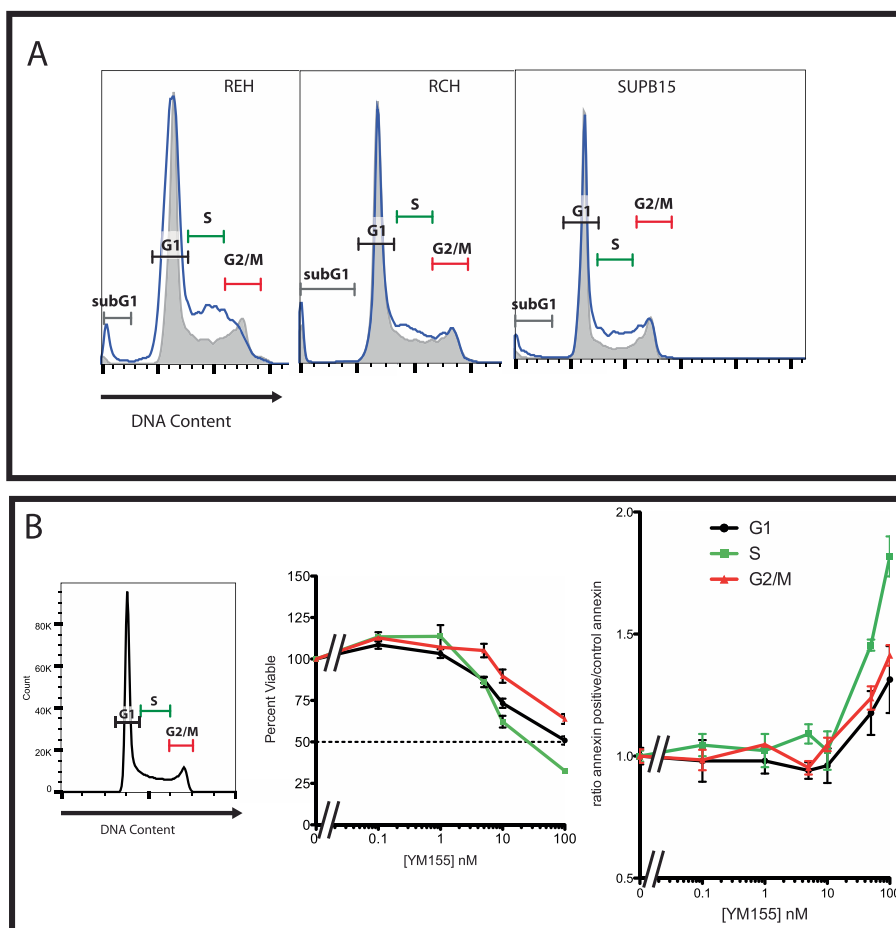 A
REH
RCH
SUPB15
S
G1
G2/M
subG1
S
G1
G2/M
subG1
G2/M
G1
S
subG1
DNA Content
B
80K
60K
40K
20K
0
Count
G1
S
G2/M
DNA Content
150
125
100
75
50
25
0
Percent Viable
0
0.1
1
10
100
[YM155] nM
2.0
1.5
1.0
0.5
ratio annexin positive/control annexin
G1
S
G2/M
0
0.1
1
10
100
[YM155] nM